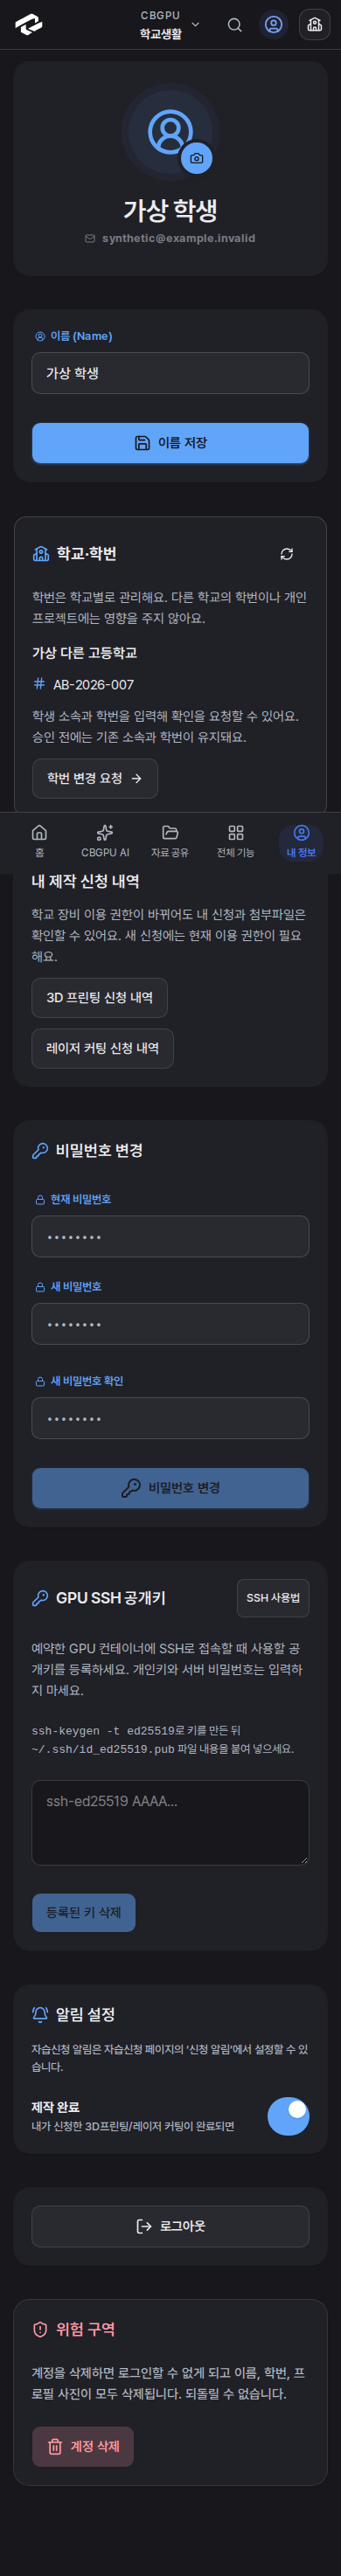 CBGPU
학교생활
가상 학생
synthetic@example.invalid
이름 (Name)
가상 학생
이름 저장
학교·학번
학번은 학교별로 관리해요. 다른 학교의 학번이나 개인
프로젝트에는 영향을 주지 않아요.
가상 다른 고등학교
AB-2026-007
학생 소속과 학번을 입력해 확인을 요청할 수 있어요.
승인 전에는 기존 소속과 학번이 유지돼요.
학번 변경 요청 →
홈
CBGPU AI
자료 공유
전체 기능
내 정보
내 제작 신청 내역
학교 장비 이용 권한이 바뀌어도 내 신청과 첨부파일은
확인할 수 있어요. 새 신청에는 현재 이용 권한이 필요
해요.
3D 프린팅 신청 내역
레이저 커팅 신청 내역
비밀번호 변경
현재 비밀번호
••••••••
새 비밀번호
••••••••
새 비밀번호 확인
••••••••
비밀번호 변경
GPU SSH 공개키
SSH 사용법
예약한 GPU 컨테이너에 SSH로 접속할 때 사용할 공
개키를 등록하세요. 개인키와 서버 비밀번호는 입력하
지 마세요.
ssh-keygen -t ed25519로 키를 만든 뒤
~/.ssh/id_ed25519.pub 파일 내용을 붙여 넣으세요.
ssh-ed25519 AAAA...
등록된 키 삭제
알림 설정
자습신청 알림은 자습신청 페이지의 '신청 알림'에서 설정할 수 있
습니다.
제작 완료
내가 신청한 3D프린팅/레이저 커팅이 완료되면
로그아웃
위험 구역
계정을 삭제하면 로그인할 수 없게 되고 이름, 학번, 프
로필 사진이 모두 삭제됩니다. 되돌릴 수 없습니다.
계정 삭제